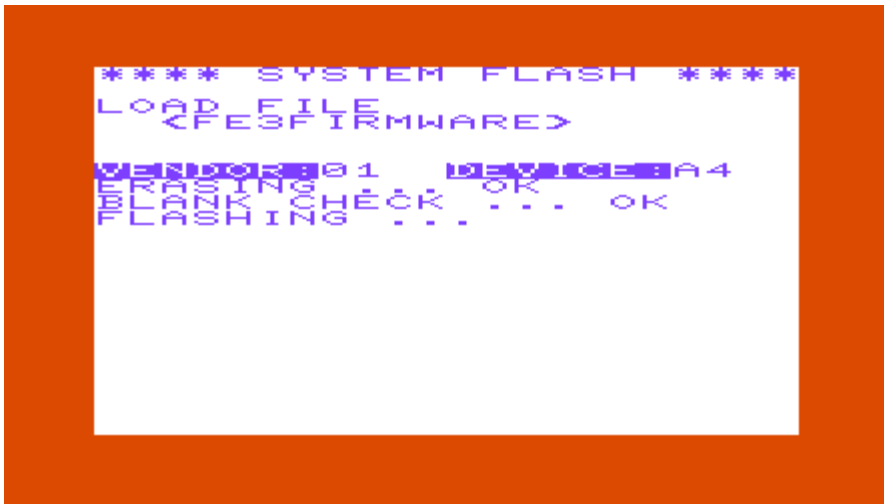 **** SYSTEM FLASH ****
LOAD FILE
<FE3FIRMWARE>
VENDOR:01 DEVICE:A4
ERASING ... OK
BLANK CHECK ... OK
FLASHING ...